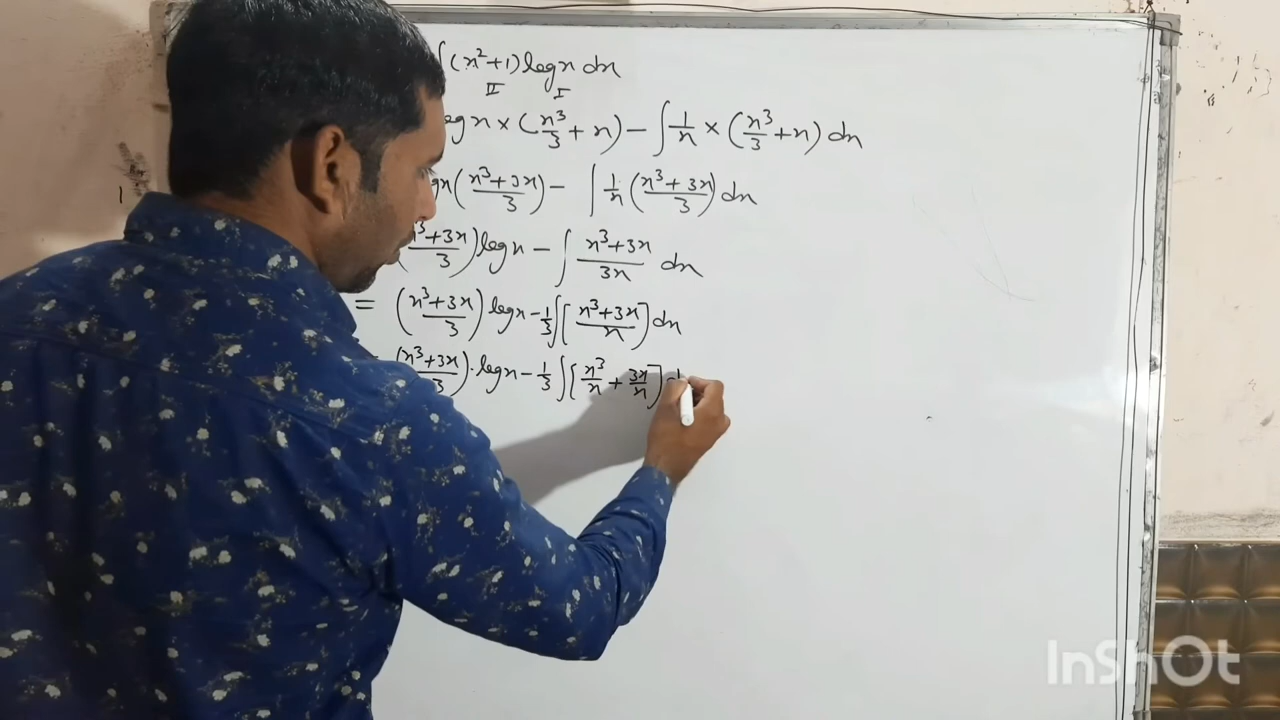 ∫(x²+1) log x dx
II I
log x × (x³/3 + x) − ∫ 1/x × (x³/3 + x) dx
(x³+3x/3) − ∫ 1/x (x³+3x/3) dx
(x³+3x/3) log x − ∫ x³+3x/3x dx
= (x³+3x/3) log x − 1/3 ∫[x³+3x/x] dx
(x³+3x/3) · log x − 1/3 ∫[x³/x + 3x/x] d
InShOt